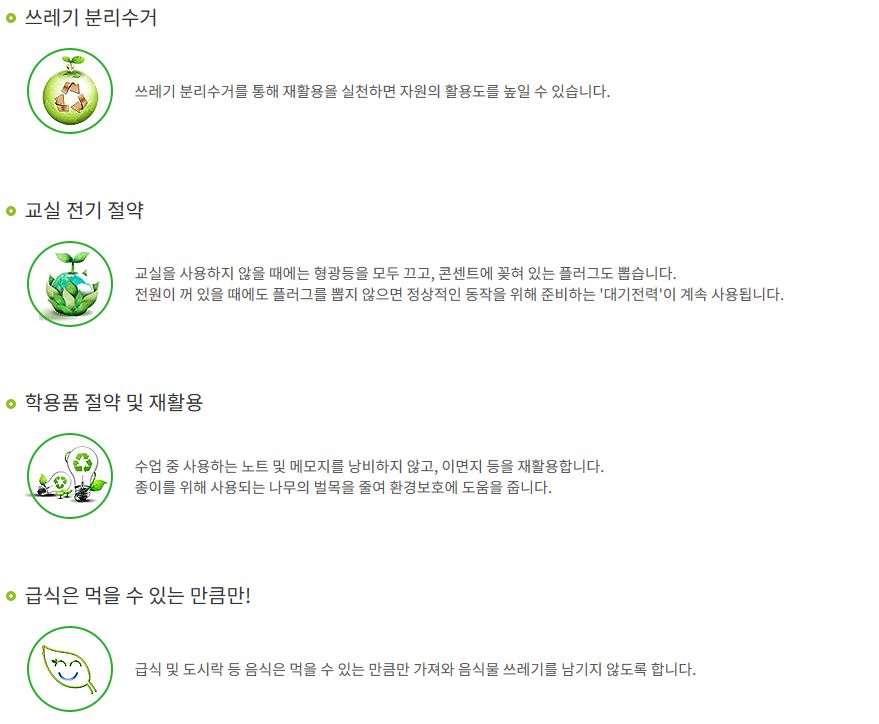 쓰레기 분리수거
쓰레기 분리수거를 통해 재활용을 실천하면 자원의 활용도를 높일 수 있습니다.
교실 전기 절약
교실을 사용하지 않을 때에는 형광등을 모두 끄고, 콘센트에 꽂혀 있는 플러그도 뽑습니다.
전원이 꺼 있을 때에도 플러그를 뽑지 않으면 정상적인 동작을 위해 준비하는 '대기전력'이 계속 사용됩니다.
학용품 절약 및 재활용
수업 중 사용하는 노트 및 메모지를 낭비하지 않고, 이면지 등을 재활용합니다.
종이를 위해 사용되는 나무의 벌목을 줄여 환경보호에 도움을 줍니다.
급식은 먹을 수 있는 만큼만!
급식 및 도시락 등 음식은 먹을 수 있는 만큼만 가져와 음식물 쓰레기를 남기지 않도록 합니다.